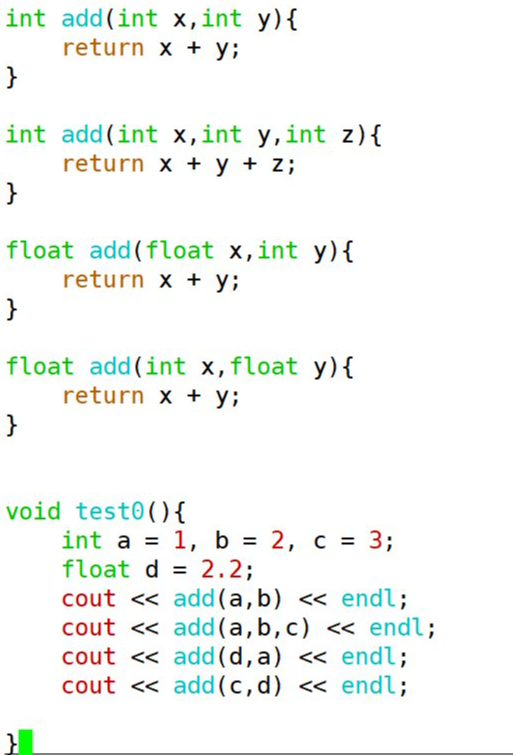 int add(int x,int y){
    return x + y;
}

int add(int x,int y,int z){
    return x + y + z;
}

float add(float x,int y){
    return x + y;
}

float add(int x,float y){
    return x + y;
}


void test0(){
    int a = 1, b = 2, c = 3;
    float d = 2.2;
    cout << add(a,b) << endl;
    cout << add(a,b,c) << endl;
    cout << add(d,a) << endl;
    cout << add(c,d) << endl;

}